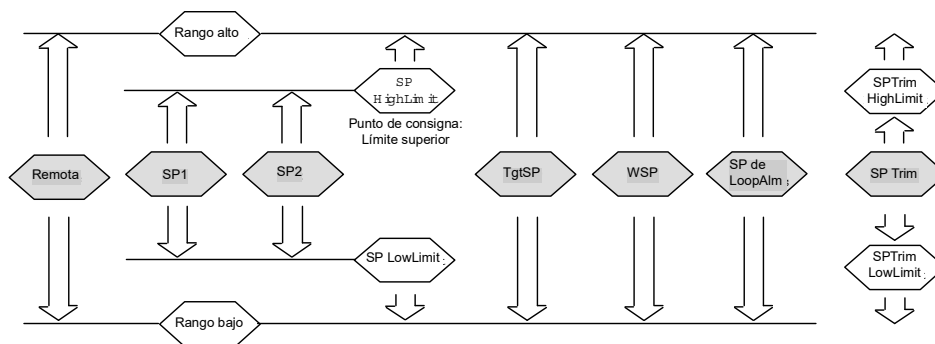 Rango alto
SP
HighLimit
Punto de consigna:
Límite superior
SPTrim
HighLimit
Remota
SP1
SP2
TgtSP
WSP
SP de
LoopAlm
SP Trim
SP LowLimit
SPTrim
LowLimit
Rango bajo